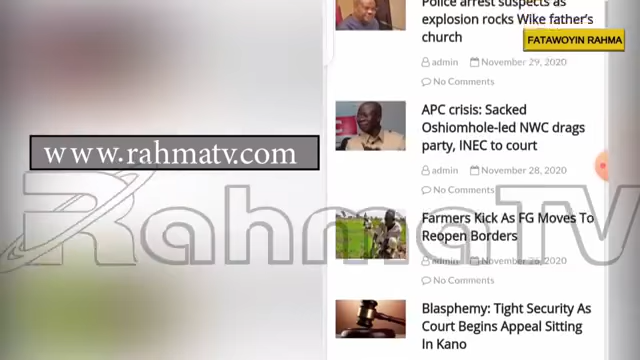 Police arrest suspects as
explosion rocks Wike father's
church
FATAWOYIN RAHMA
admin November 29, 2020
No Comments
www.rahmatv.com
APC crisis: Sacked
Oshiomhole-led NWC drags
party, INEC to court
admin November 28, 2020
No Comments
RahmaTV
Farmers Kick As FG Moves To
Reopen Borders
admin November 26, 2020
No Comments
Blasphemy: Tight Security As
Court Begins Appeal Sitting
In Kano